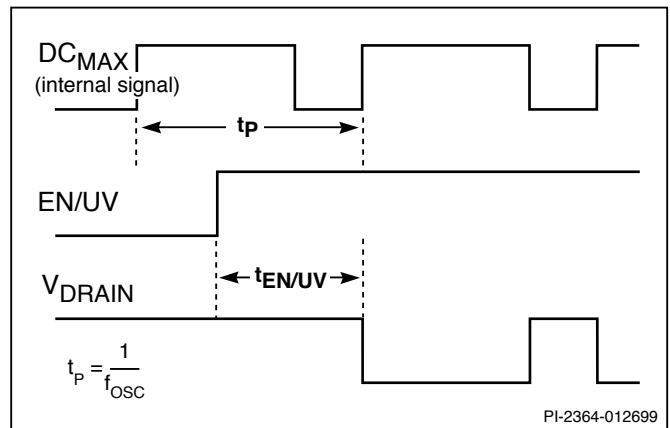 DCMAX
(internal signal)
tP
EN/UV
tEN/UV
VDRAIN
tP = 1
fOSC
PI-2364-012699